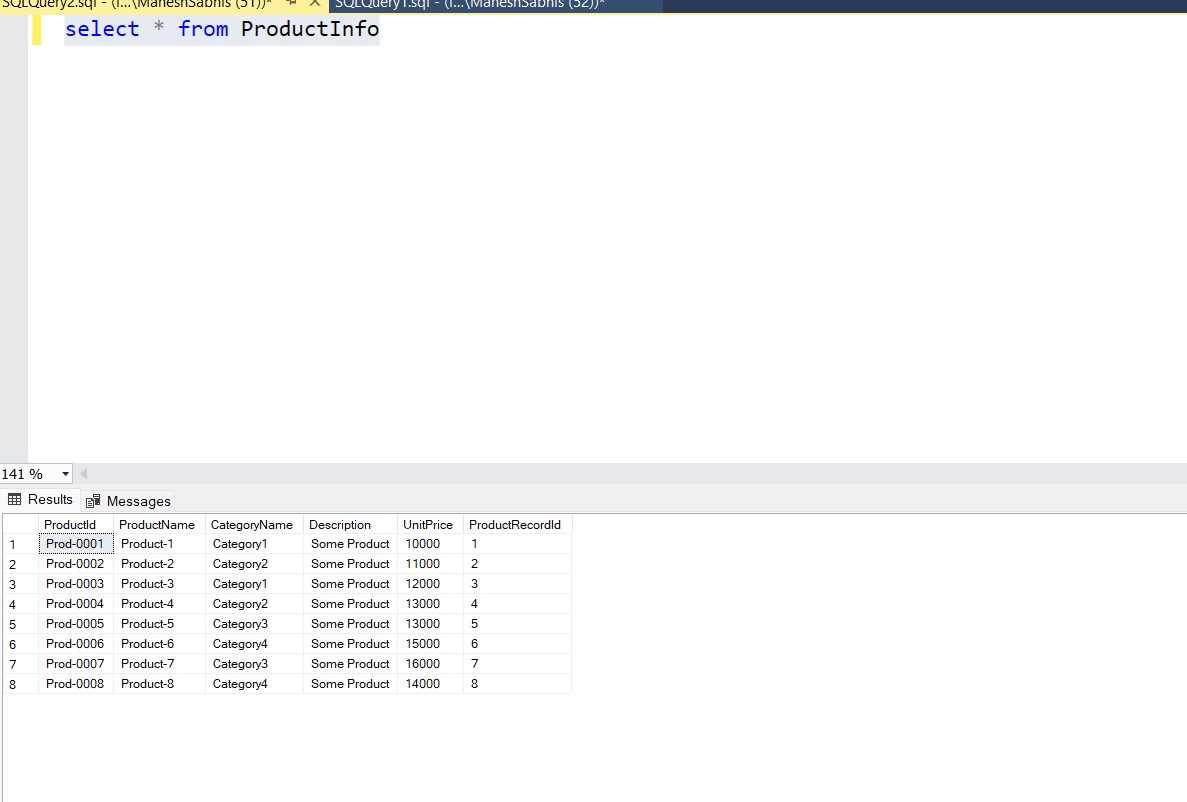 SQLQuery2.sql - (l...\MaheshSabnis (51))* SQLQuery1.sql - (l...\MaheshSabnis (52))*
select * from ProductInfo
141 %
Results Messages
ProductId ProductName CategoryName Description UnitPrice ProductRecordId
1 Prod-0001 Product-1 Category1 Some Product 10000 1
2 Prod-0002 Product-2 Category2 Some Product 11000 2
3 Prod-0003 Product-3 Category1 Some Product 12000 3
4 Prod-0004 Product-4 Category2 Some Product 13000 4
5 Prod-0005 Product-5 Category3 Some Product 13000 5
6 Prod-0006 Product-6 Category4 Some Product 15000 6
7 Prod-0007 Product-7 Category3 Some Product 16000 7
8 Prod-0008 Product-8 Category4 Some Product 14000 8